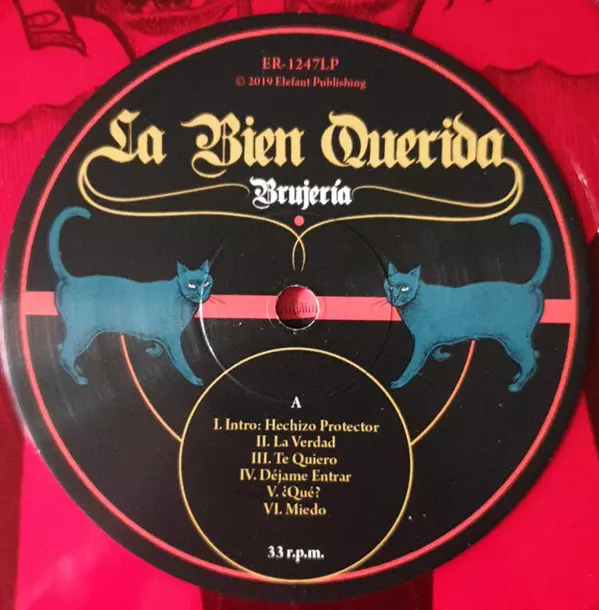 ER-1247LP
© 2019 Elefant Publishing
La Bien Querida
Brujería
A
I. Intro: Hechizo Protector
II. La Verdad
III. Te Quiero
IV. Déjame Entrar
V. ¿Qué?
VI. Miedo
33 r.p.m.